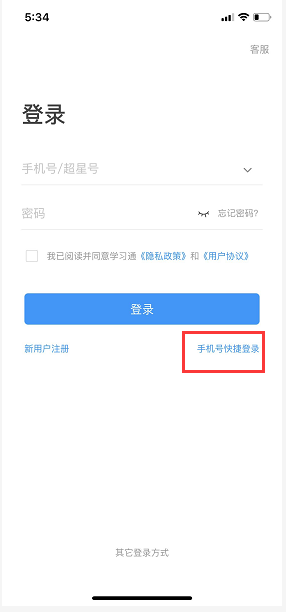 5:34
客服
登录
手机号/超星号
密码
忘记密码?
我已阅读并同意学习通《隐私政策》和《用户协议》
登录
新用户注册
手机号快捷登录
其它登录方式